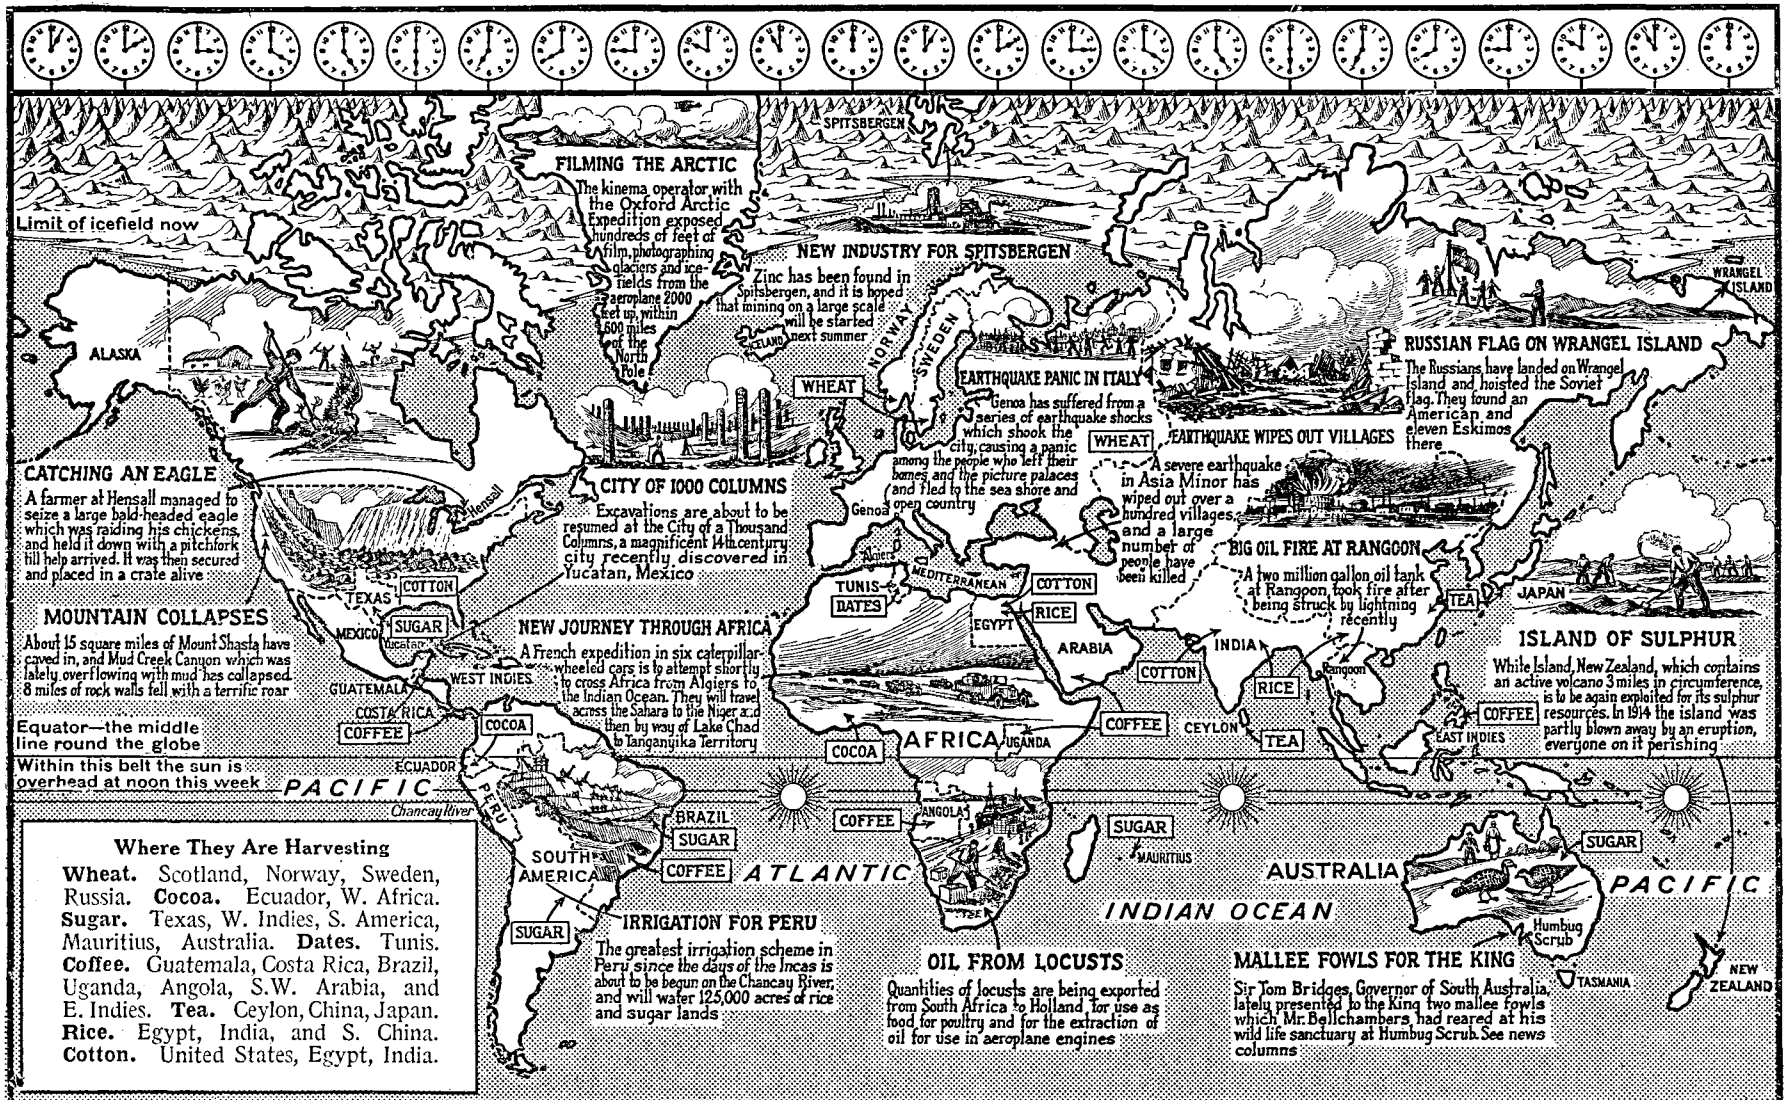 SPITSBERGEN
FILMING THE ARCTIC
The kinema operator with
the Oxford Arctic
Expedition exposed
hundreds of feet of
film, photographing
glaciers and ice-
fields from the
aeroplane 2000
feet up, within
600 miles
of the
North
Pole
Limit of icefield now
NEW INDUSTRY FOR SPITSBERGEN
Zinc has been found in
Spitsbergen, and it is hoped
that mining on a large scale
will be started
next summer
ICELAND
NORWAY
SWEDEN
WHEAT
ALASKA
WRANGEL
ISLAND
RUSSIAN FLAG ON WRANGEL ISLAND
The Russians have landed on Wrangel
Island and hoisted the Soviet
flag. They found an
American and
eleven Eskimos
there
EARTHQUAKE PANIC IN ITALY
Genoa has suffered from a
series of earthquake shocks
which shook the
city, causing a panic
among the people who left their
homes and the picture palaces
and fled to the sea shore and
open country
Genoa
WHEAT
EARTHQUAKE WIPES OUT VILLAGES
A severe earthquake
in Asia Minor has
wiped out over a
hundred villages,
and a large
number of
people have
been killed
CATCHING AN EAGLE
A farmer at Hensall managed to
seize a large bald-headed eagle
which was raiding his chickens,
and held it down with a pitchfork
till help arrived. It was then secured
and placed in a crate alive
Hensall
CITY OF 1000 COLUMNS
Excavations are about to be
resumed at the City of a Thousand
Columns, a magnificent 14th century
city recently discovered in
Yucatan, Mexico
BIG OIL FIRE AT RANGOON
A two million gallon oil tank
at Rangoon took fire after
being struck by lightning
recently
MOUNTAIN COLLAPSES
About 15 square miles of Mount Shasta have
caved in, and Mud Creek Canyon which was
lately overflowing with mud has collapsed.
8 miles of rock walls fell with a terrific roar
TEXAS
COTTON
MEXICO
SUGAR
Yucatan
GUATEMALA
WEST INDIES
COSTA RICA
COFFEE
COCOA
ECUADOR
NEW JOURNEY THROUGH AFRICA
A French expedition in six caterpillar-
wheeled cars is to attempt shortly
to cross Africa from Algiers to
the Indian Ocean. They will travel
across the Sahara to the Niger and
then by way of Lake Chad
to Tanganyika Territory
Algiers
TUNIS
DATES
MEDITERRANEAN
COTTON
RICE
EGYPT
ARABIA
COTTON
INDIA
RICE
Rangoon
TEA
JAPAN
COFFEE
CEYLON
TEA
COFFEE
EAST INDIES
ISLAND OF SULPHUR
White Island, New Zealand, which contains
an active volcano 3 miles in circumference,
is to be again exploited for its sulphur
resources. In 1914 the island was
partly blown away by an eruption,
everyone on it perishing
Equator—the middle
line round the globe
Within this belt the sun is
overhead at noon this week
COCOA
AFRICA
UGANDA
PACIFIC
Chancay River
PERU
BRAZIL
SUGAR
COFFEE
SOUTH
AMERICA
SUGAR
ATLANTIC
ANGOLA
COFFEE
SUGAR
MAURITIUS
INDIAN OCEAN
AUSTRALIA
SUGAR
PACIFIC
Where They Are Harvesting
Wheat. Scotland, Norway, Sweden,
Russia. Cocoa. Ecuador, W. Africa.
Sugar. Texas, W. Indies, S. America,
Mauritius, Australia. Dates. Tunis.
Coffee. Guatemala, Costa Rica, Brazil,
Uganda, Angola, S.W. Arabia, and
E. Indies. Tea. Ceylon, China, Japan.
Rice. Egypt, India, and S. China.
Cotton. United States, Egypt, India.
IRRIGATION FOR PERU
The greatest irrigation scheme in
Peru since the days of the Incas is
about to be begun on the Chancay River,
and will water 125,000 acres of rice
and sugar lands
OIL FROM LOCUSTS
Quantities of locusts are being exported
from South Africa to Holland for use as
food for poultry and for the extraction of
oil for use in aeroplane engines
MALLEE FOWLS FOR THE KING
Sir Tom Bridges, Governor of South Australia,
lately presented to the King two mallee fowls
which Mr. Bellchambers had reared at his
wild life sanctuary at Humbug Scrub. See news
columns
Humbug
Scrub
TASMANIA
NEW
ZEALAND